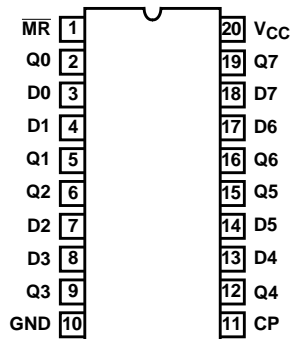 M̅R̅ 1 20 VCC
Q0 2 19 Q7
D0 3 18 D7
D1 4 17 D6
Q1 5 16 Q6
Q2 6 15 Q5
D2 7 14 D5
D3 8 13 D4
Q3 9 12 Q4
GND 10 11 CP